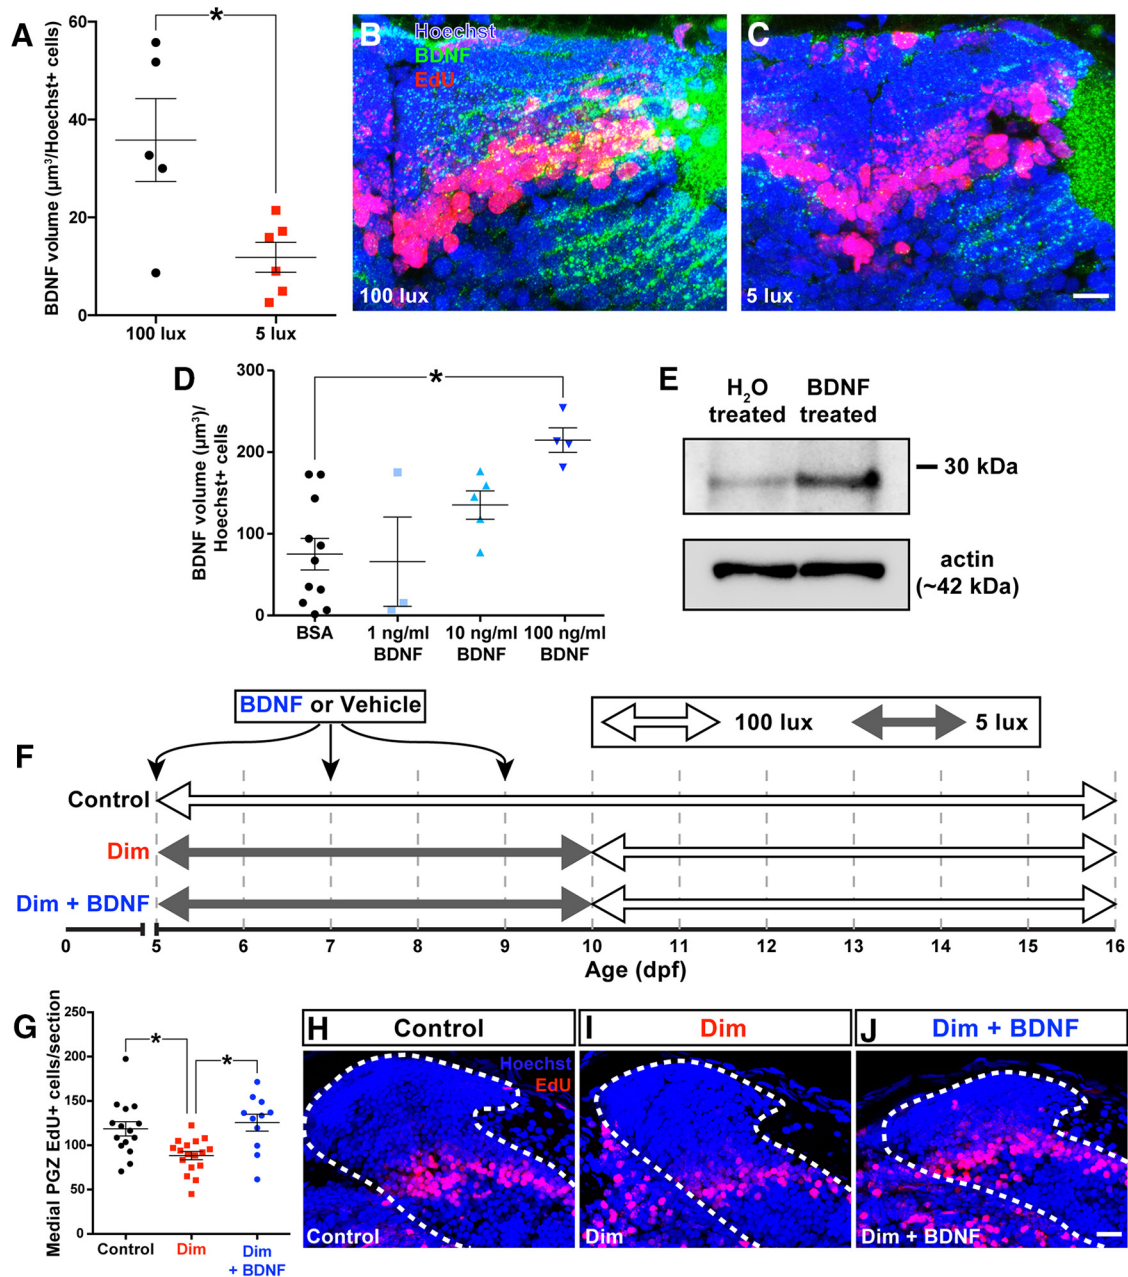 A
BDNF volume (µm³/Hoechst+ cells)
60
40
20
0
*
100 lux
5 lux
B
Hoechst
BDNF
EdU
100 lux
C
5 lux
D
BDNF volume (µm³)/
Hoechst+ cells
300
200
100
0
*
BSA
1 ng/ml
BDNF
10 ng/ml
BDNF
100 ng/ml
BDNF
E
H₂O
treated
BDNF
treated
30 kDa
actin
(~42 kDa)
F
BDNF or Vehicle
100 lux
5 lux
Control
Dim
Dim + BDNF
0 5 6 7 8 9 10 11 12 13 14 15 16
Age (dpf)
G
Medial PGZ EdU+ cells/section
250
200
150
100
50
0
*
*
Control
Dim
Dim
+ BDNF
H
Control
Hoechst
EdU
Control
I
Dim
Dim
J
Dim + BDNF
Dim + BDNF